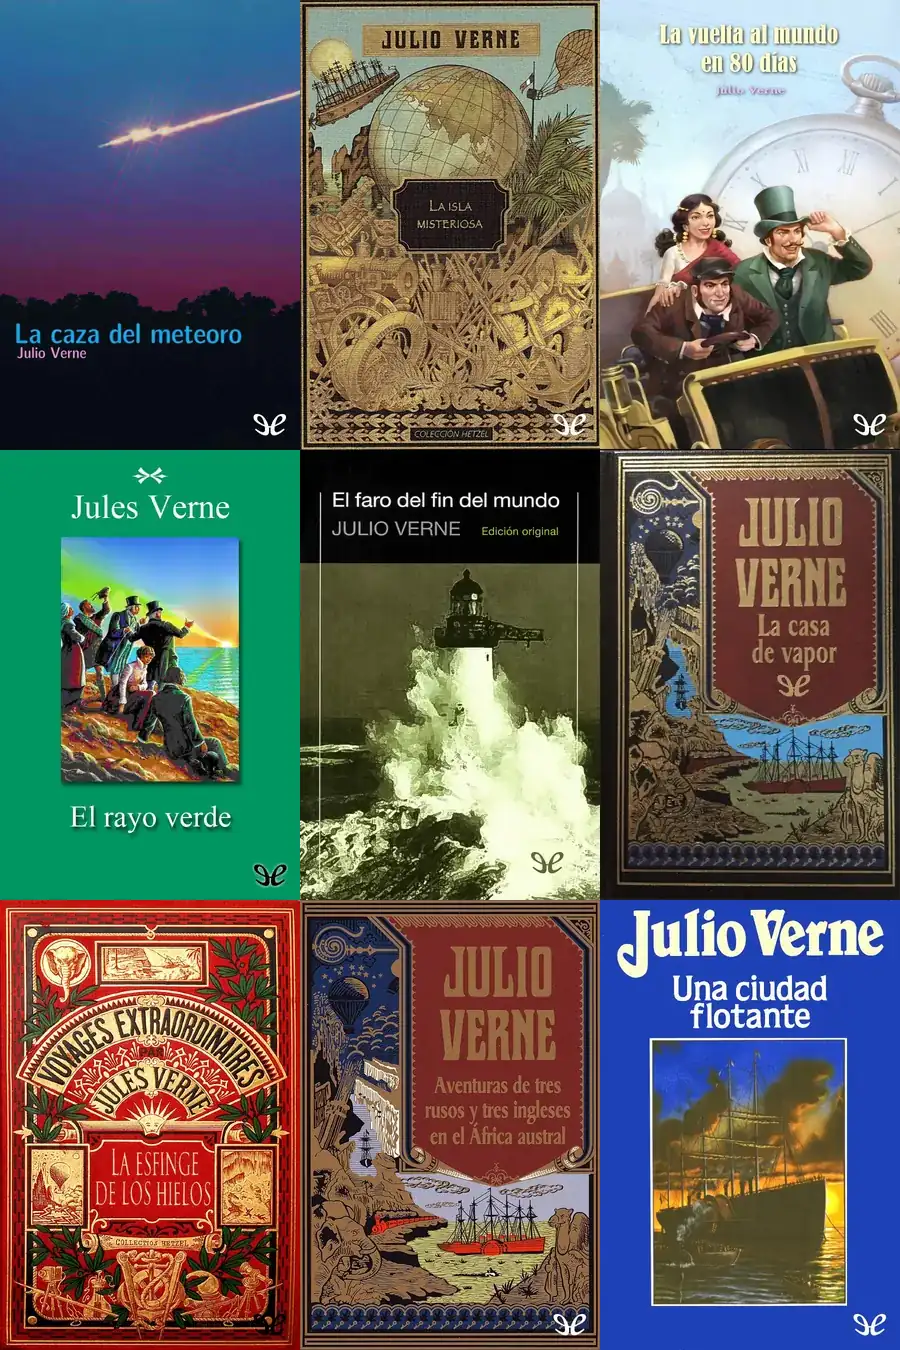 La caza del meteoro
Julio Verne
JULIO VERNE
LA ISLA
MISTERIOSA
COLECCIÓN HETZEL
La vuelta al mundo
en 80 días
julio Verne
Jules Verne
El rayo verde
El faro del fin del mundo
JULIO VERNE Edición original
JULIO
VERNE
La casa
de vapor
VOYAGES EXTRAORDINAIRES
PAR
JULES VERNE
LA ESFINGE
DE LOS HIELOS
COLLECTION HETZEL
JULIO
VERNE
Aventuras de tres
rusos y tres ingleses
en el África austral
Julio Verne
Una ciudad
flotante